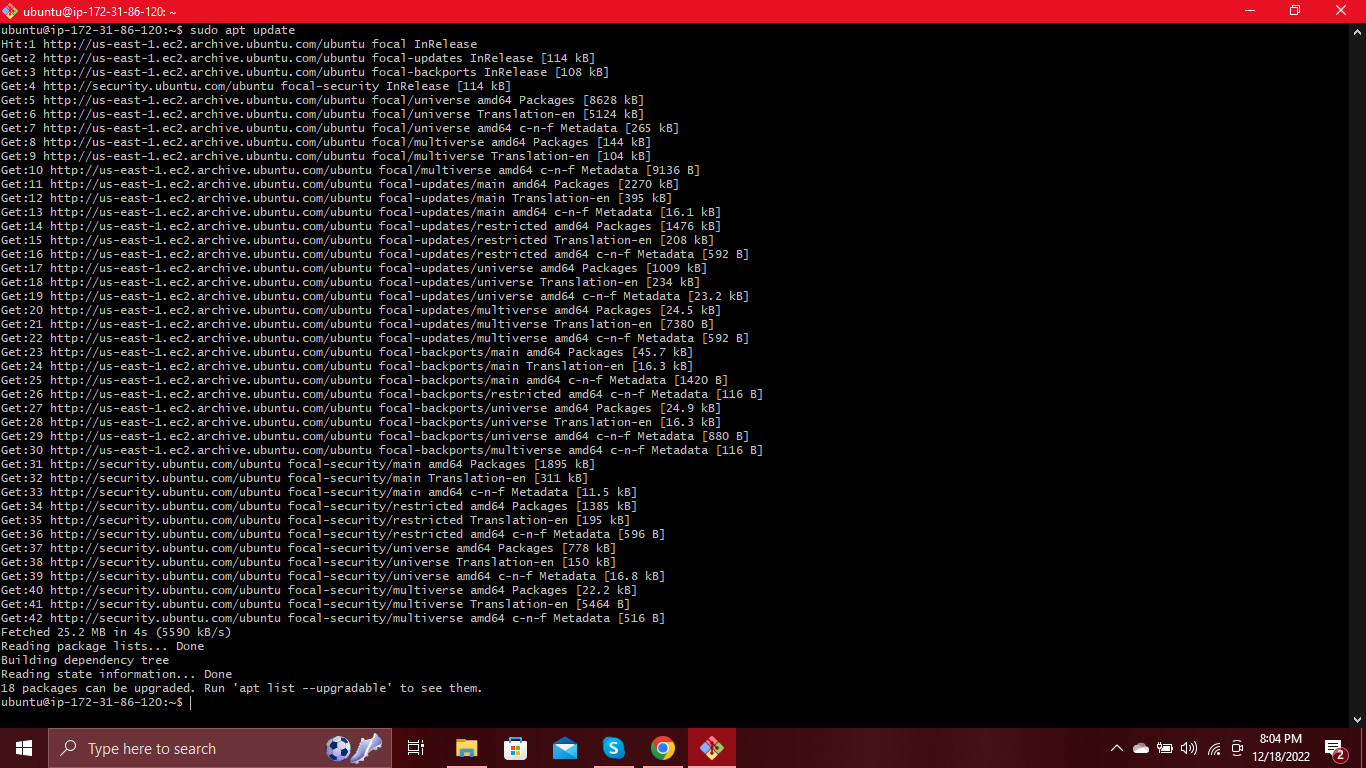 ubuntu@ip-172-31-86-120: ~
ubuntu@ip-172-31-86-120:~$ sudo apt update
Hit:1 http://us-east-1.ec2.archive.ubuntu.com/ubuntu focal InRelease
Get:2 http://us-east-1.ec2.archive.ubuntu.com/ubuntu focal-updates InRelease [114 kB]
Get:3 http://us-east-1.ec2.archive.ubuntu.com/ubuntu focal-backports InRelease [108 kB]
Get:4 http://security.ubuntu.com/ubuntu focal-security InRelease [114 kB]
Get:5 http://us-east-1.ec2.archive.ubuntu.com/ubuntu focal/universe amd64 Packages [8628 kB]
Get:6 http://us-east-1.ec2.archive.ubuntu.com/ubuntu focal/universe Translation-en [5124 kB]
Get:7 http://us-east-1.ec2.archive.ubuntu.com/ubuntu focal/universe amd64 c-n-f Metadata [265 kB]
Get:8 http://us-east-1.ec2.archive.ubuntu.com/ubuntu focal/multiverse amd64 Packages [144 kB]
Get:9 http://us-east-1.ec2.archive.ubuntu.com/ubuntu focal/multiverse Translation-en [104 kB]
Get:10 http://us-east-1.ec2.archive.ubuntu.com/ubuntu focal/multiverse amd64 c-n-f Metadata [9136 B]
Get:11 http://us-east-1.ec2.archive.ubuntu.com/ubuntu focal-updates/main amd64 Packages [2270 kB]
Get:12 http://us-east-1.ec2.archive.ubuntu.com/ubuntu focal-updates/main Translation-en [395 kB]
Get:13 http://us-east-1.ec2.archive.ubuntu.com/ubuntu focal-updates/main amd64 c-n-f Metadata [16.1 kB]
Get:14 http://us-east-1.ec2.archive.ubuntu.com/ubuntu focal-updates/restricted amd64 Packages [1476 kB]
Get:15 http://us-east-1.ec2.archive.ubuntu.com/ubuntu focal-updates/restricted Translation-en [208 kB]
Get:16 http://us-east-1.ec2.archive.ubuntu.com/ubuntu focal-updates/restricted amd64 c-n-f Metadata [592 B]
Get:17 http://us-east-1.ec2.archive.ubuntu.com/ubuntu focal-updates/universe amd64 Packages [1009 kB]
Get:18 http://us-east-1.ec2.archive.ubuntu.com/ubuntu focal-updates/universe Translation-en [234 kB]
Get:19 http://us-east-1.ec2.archive.ubuntu.com/ubuntu focal-updates/universe amd64 c-n-f Metadata [23.2 kB]
Get:20 http://us-east-1.ec2.archive.ubuntu.com/ubuntu focal-updates/multiverse amd64 Packages [24.5 kB]
Get:21 http://us-east-1.ec2.archive.ubuntu.com/ubuntu focal-updates/multiverse Translation-en [7380 B]
Get:22 http://us-east-1.ec2.archive.ubuntu.com/ubuntu focal-updates/multiverse amd64 c-n-f Metadata [592 B]
Get:23 http://us-east-1.ec2.archive.ubuntu.com/ubuntu focal-backports/main amd64 Packages [45.7 kB]
Get:24 http://us-east-1.ec2.archive.ubuntu.com/ubuntu focal-backports/main Translation-en [16.3 kB]
Get:25 http://us-east-1.ec2.archive.ubuntu.com/ubuntu focal-backports/main amd64 c-n-f Metadata [1420 B]
Get:26 http://us-east-1.ec2.archive.ubuntu.com/ubuntu focal-backports/restricted amd64 c-n-f Metadata [116 B]
Get:27 http://us-east-1.ec2.archive.ubuntu.com/ubuntu focal-backports/universe amd64 Packages [24.9 kB]
Get:28 http://us-east-1.ec2.archive.ubuntu.com/ubuntu focal-backports/universe Translation-en [16.3 kB]
Get:29 http://us-east-1.ec2.archive.ubuntu.com/ubuntu focal-backports/universe amd64 c-n-f Metadata [880 B]
Get:30 http://us-east-1.ec2.archive.ubuntu.com/ubuntu focal-backports/multiverse amd64 c-n-f Metadata [116 B]
Get:31 http://security.ubuntu.com/ubuntu focal-security/main amd64 Packages [1895 kB]
Get:32 http://security.ubuntu.com/ubuntu focal-security/main Translation-en [311 kB]
Get:33 http://security.ubuntu.com/ubuntu focal-security/main amd64 c-n-f Metadata [11.5 kB]
Get:34 http://security.ubuntu.com/ubuntu focal-security/restricted amd64 Packages [1385 kB]
Get:35 http://security.ubuntu.com/ubuntu focal-security/restricted Translation-en [195 kB]
Get:36 http://security.ubuntu.com/ubuntu focal-security/restricted amd64 c-n-f Metadata [596 B]
Get:37 http://security.ubuntu.com/ubuntu focal-security/universe amd64 Packages [778 kB]
Get:38 http://security.ubuntu.com/ubuntu focal-security/universe Translation-en [150 kB]
Get:39 http://security.ubuntu.com/ubuntu focal-security/universe amd64 c-n-f Metadata [16.8 kB]
Get:40 http://security.ubuntu.com/ubuntu focal-security/multiverse amd64 Packages [22.2 kB]
Get:41 http://security.ubuntu.com/ubuntu focal-security/multiverse Translation-en [5464 B]
Get:42 http://security.ubuntu.com/ubuntu focal-security/multiverse amd64 c-n-f Metadata [516 B]
Fetched 25.2 MB in 4s (5590 kB/s)
Reading package lists... Done
Building dependency tree
Reading state information... Done
18 packages can be upgraded. Run 'apt list --upgradable' to see them.
ubuntu@ip-172-31-86-120:~$
Type here to search
8:04 PM
12/18/2022
2